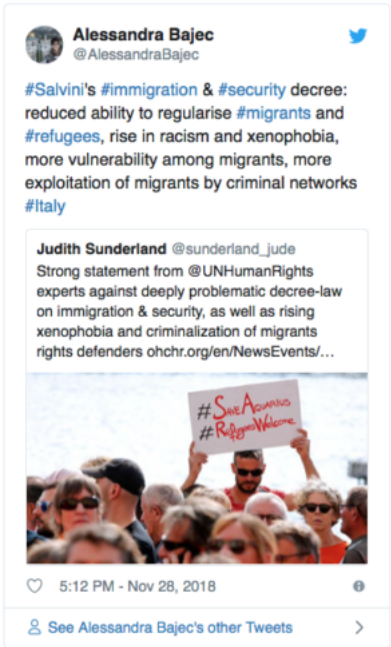 Alessandra Bajec
@AlessandraBajec
#Salvini's #immigration & #security decree:
reduced ability to regularise #migrants and
#refugees, rise in racism and xenophobia,
more vulnerability among migrants, more
exploitation of migrants by criminal networks
#Italy
Judith Sunderland @sunderland_jude
Strong statement from @UNHumanRights
experts against deeply problematic decree-law
on immigration & security, as well as rising
xenophobia and criminalization of migrants
rights defenders ohchr.org/en/NewsEvents/…
#SaveAquarius
#RefugeesWelcome
5:12 PM - Nov 28, 2018
See Alessandra Bajec's other Tweets